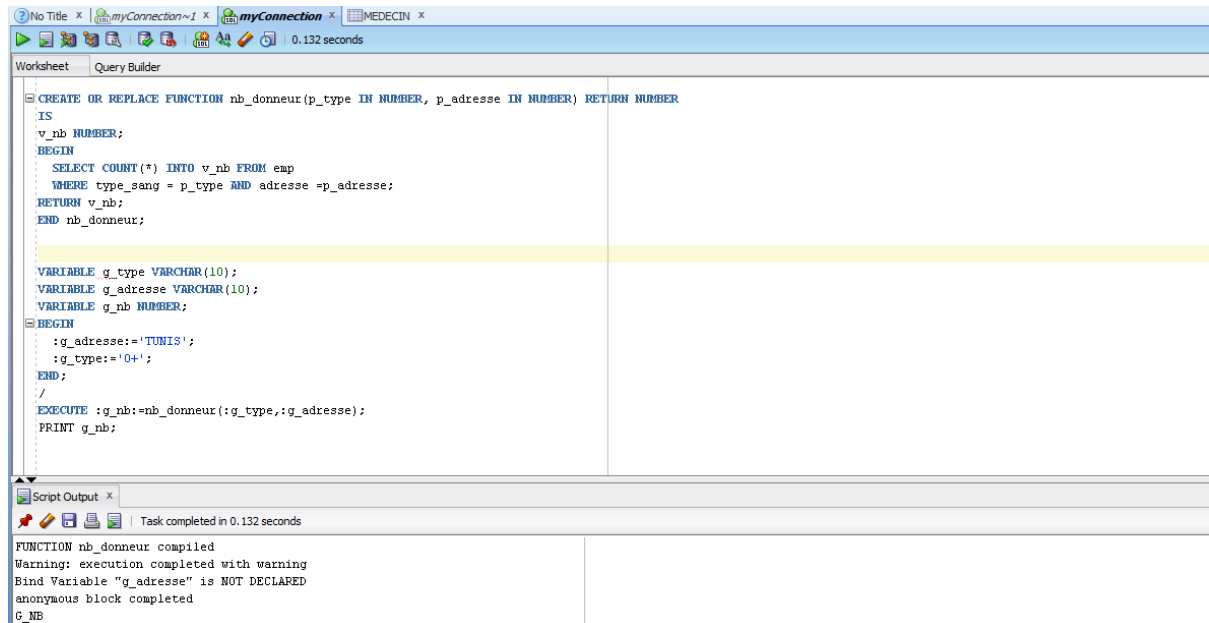 No Title x myConnection~1 x myConnection x MEDECIN x
0.132 seconds
Worksheet Query Builder
CREATE OR REPLACE FUNCTION nb_donneur(p_type IN NUMBER, p_adresse IN NUMBER) RETURN NUMBER
IS
v_nb NUMBER;
BEGIN
SELECT COUNT(*) INTO v_nb FROM emp
WHERE type_sang = p_type AND adresse =p_adresse;
RETURN v_nb;
END nb_donneur;
VARIABLE g_type VARCHAR(10);
VARIABLE g_adresse VARCHAR(10);
VARIABLE g_nb NUMBER;
BEGIN
:g_adresse:='TUNIS';
:g_type:='O+';
END;
/
EXECUTE :g_nb:=nb_donneur(:g_type,:g_adresse);
PRINT g_nb;
Script Output x
Task completed in 0.132 seconds
FUNCTION nb_donneur compiled
Warning: execution completed with warning
Bind Variable "g_adresse" is NOT DECLARED
anonymous block completed
G_NB